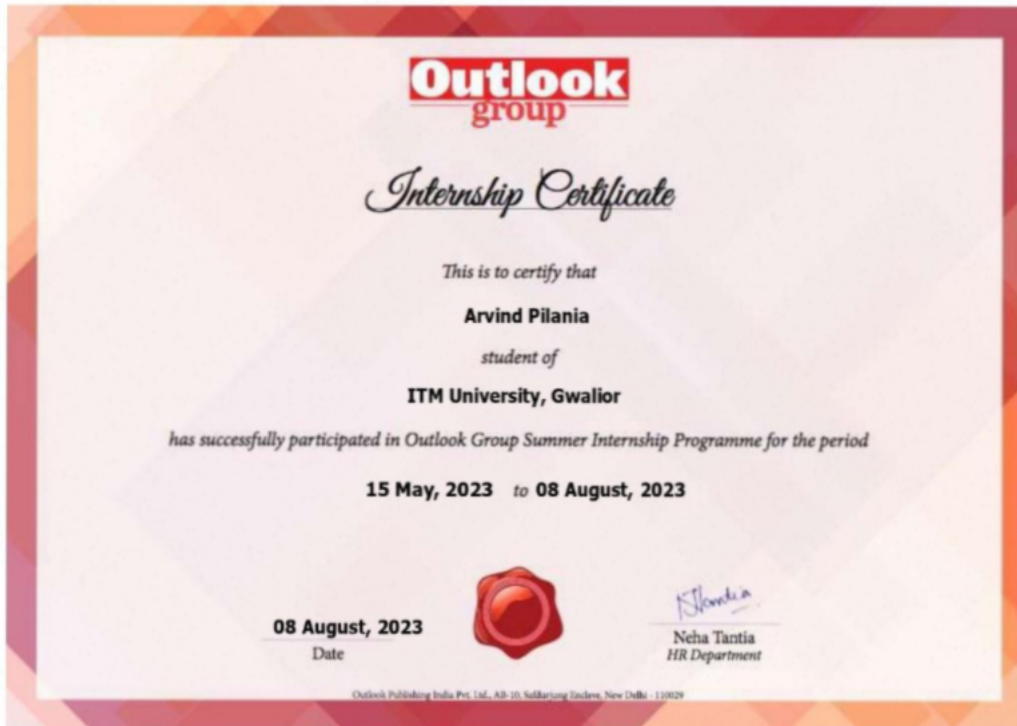 Outlook
group
Internship Certificate
This is to certify that
Arvind Pilania
student of
ITM University, Gwalior
has successfully participated in Outlook Group Summer Internship Programme for the period
15 May, 2023 to 08 August, 2023
08 August, 2023
Date
Neha Tantia
HR Department
Outlook Publishing India Pvt. Ltd., AB-10, Safdarjung Enclave, New Delhi - 110029